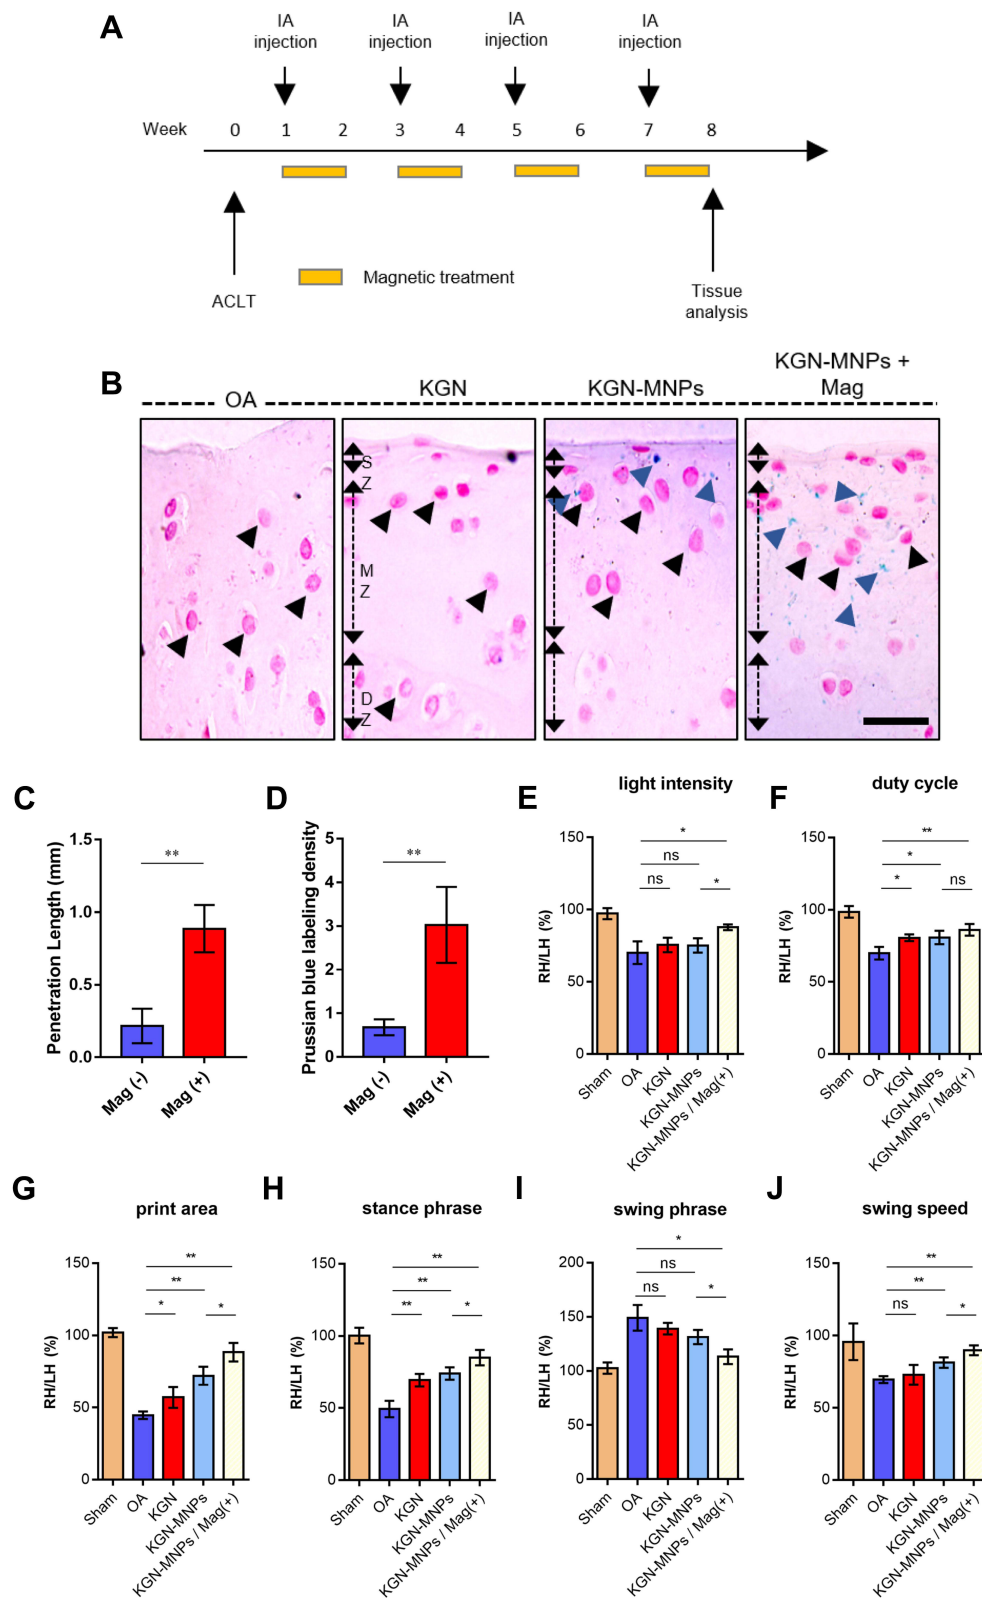 A
IA injection
IA injection
IA injection
IA injection
Week 0 1 2 3 4 5 6 7 8
ACLT
Magnetic treatment
Tissue analysis
B
OA
KGN
KGN-MNPs
KGN-MNPs + Mag
S Z
M Z
D Z
C
Penetration Length (mm)
1.5
1.0
0.5
0.0
**
Mag (-)
Mag (+)
D
Prussian blue labeling density
5
4
3
2
1
0
**
Mag (-)
Mag (+)
E
light intensity
RH/LH (%)
150
100
50
0
*
ns
ns
*
Sham
OA
KGN
KGN-MNPs
KGN-MNPs / Mag(+)
F
duty cycle
RH/LH (%)
150
100
50
0
**
*
*
ns
Sham
OA
KGN
KGN-MNPs
KGN-MNPs / Mag(+)
G
print area
RH/LH (%)
150
100
50
0
**
**
*
*
Sham
OA
KGN
KGN-MNPs
KGN-MNPs / Mag(+)
H
stance phrase
RH/LH (%)
150
100
50
0
**
**
**
*
Sham
OA
KGN
KGN-MNPs
KGN-MNPs / Mag(+)
I
swing phrase
RH/LH (%)
200
150
100
50
0
*
ns
ns
*
Sham
OA
KGN
KGN-MNPs
KGN-MNPs / Mag(+)
J
swing speed
RH/LH (%)
150
100
50
0
**
**
ns
*
Sham
OA
KGN
KGN-MNPs
KGN-MNPs / Mag(+)